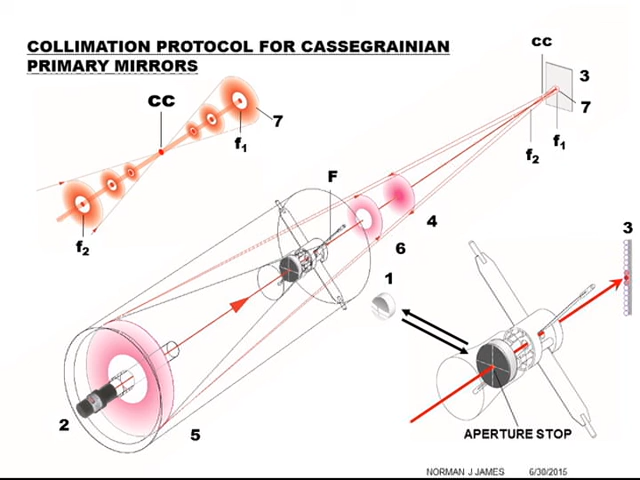 COLLIMATION PROTOCOL FOR CASSEGRAINIAN
PRIMARY MIRRORS
CC
3
7
f1
f2
CC
7
f1
f2
F
4
6
1
3
2
5
APERTURE STOP
NORMAN J JAMES 6/30/2015